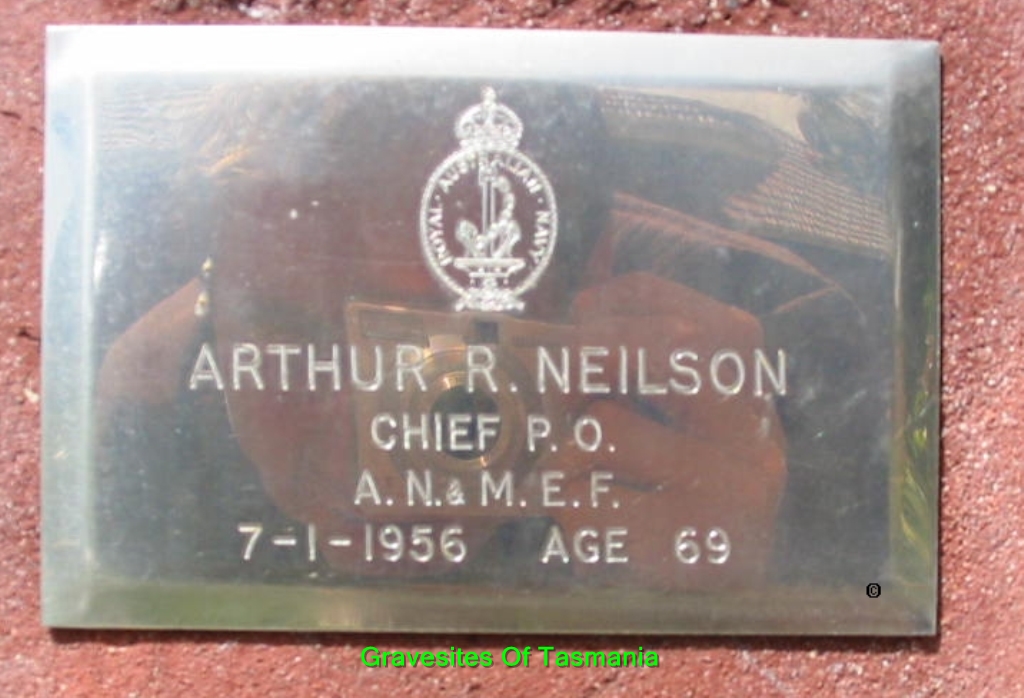 ROYAL · AUSTRALIAN · NAVY
ARTHUR R. NEILSON
CHIEF P. O.
A. N. & M. E. F.
7-1-1956 AGE 69
©
Gravesites Of Tasmania